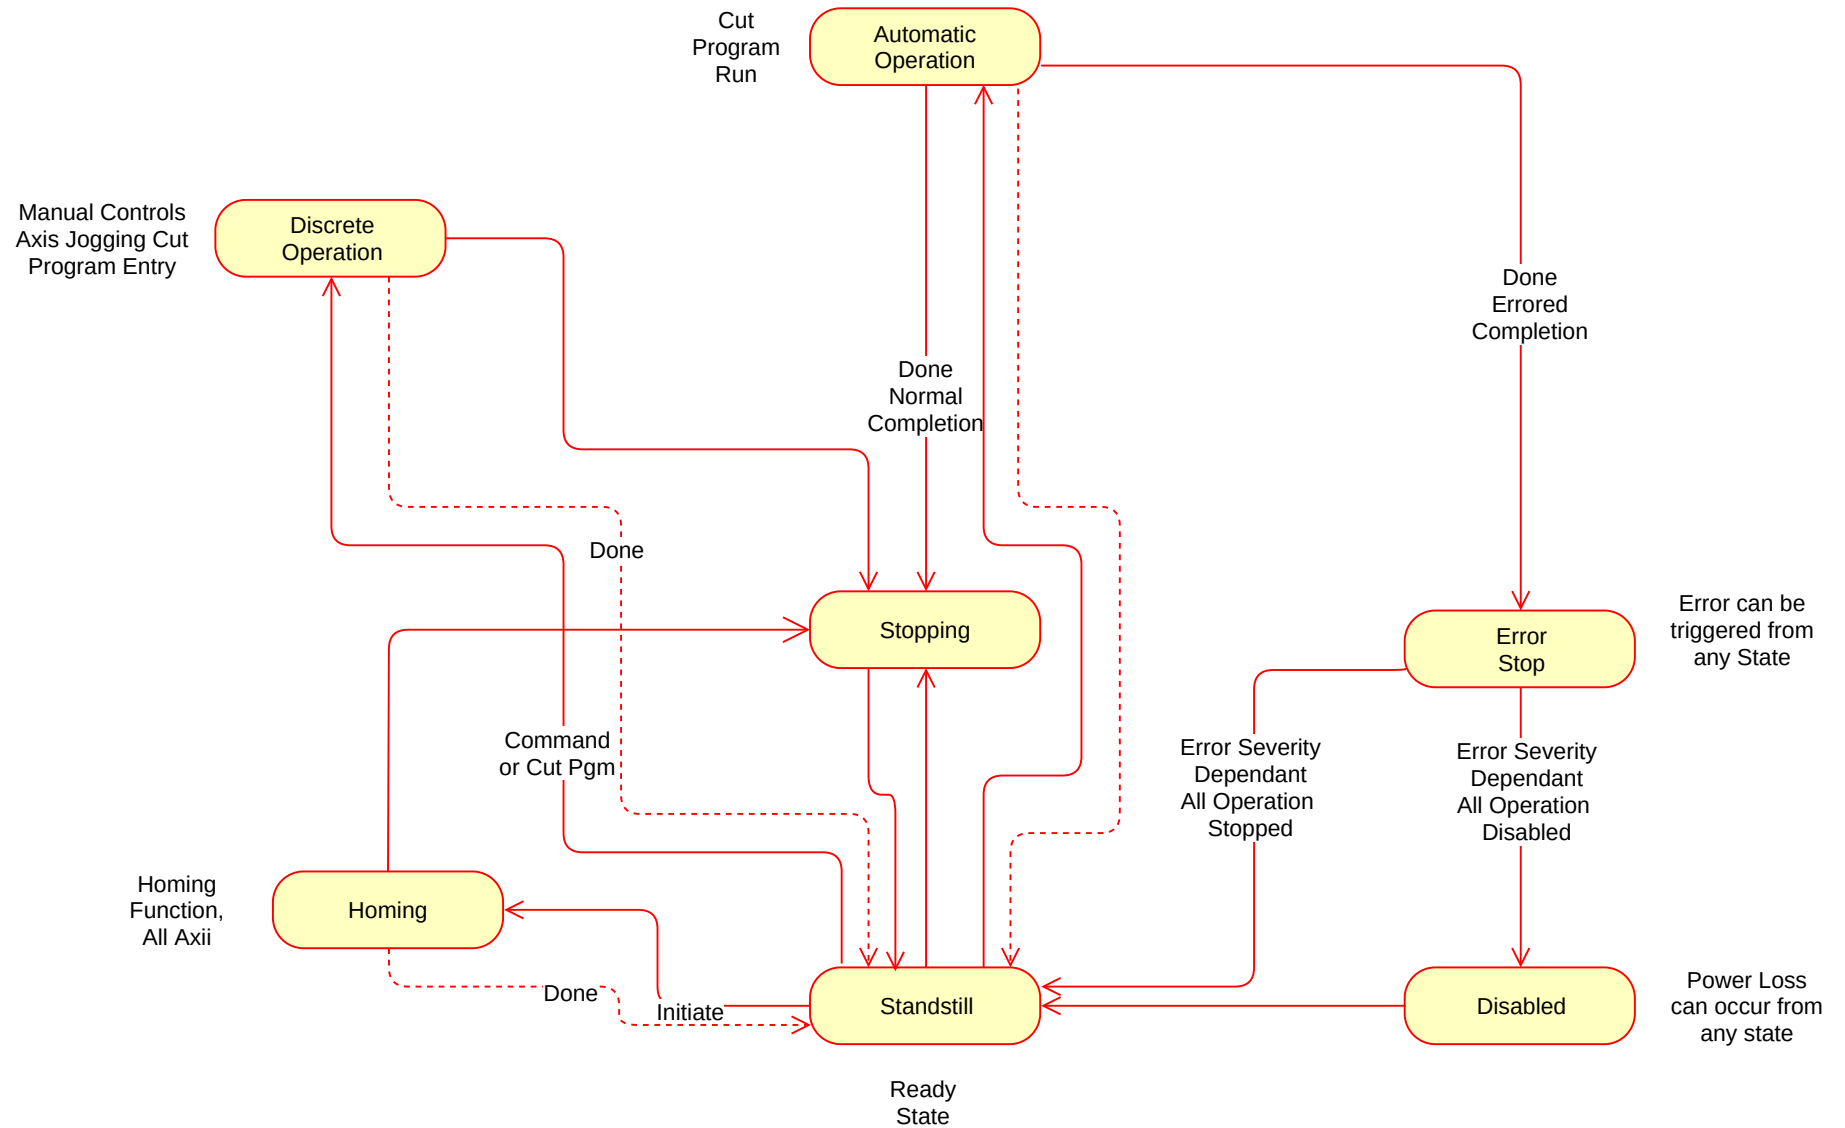 Cut
Program
Run
Automatic
Operation
Manual Controls
Axis Jogging Cut
Program Entry
Discrete
Operation
Done
Errored
Completion
Done
Normal
Completion
Done
Stopping
Error
Stop
Error can be
triggered from
any State
Command
or Cut Pgm
Error Severity
Dependant
All Operation
Stopped
Error Severity
Dependant
All Operation
Disabled
Homing
Function,
All Axii
Homing
Done
Initiate
Standstill
Disabled
Power Loss
can occur from
any state
Ready
State